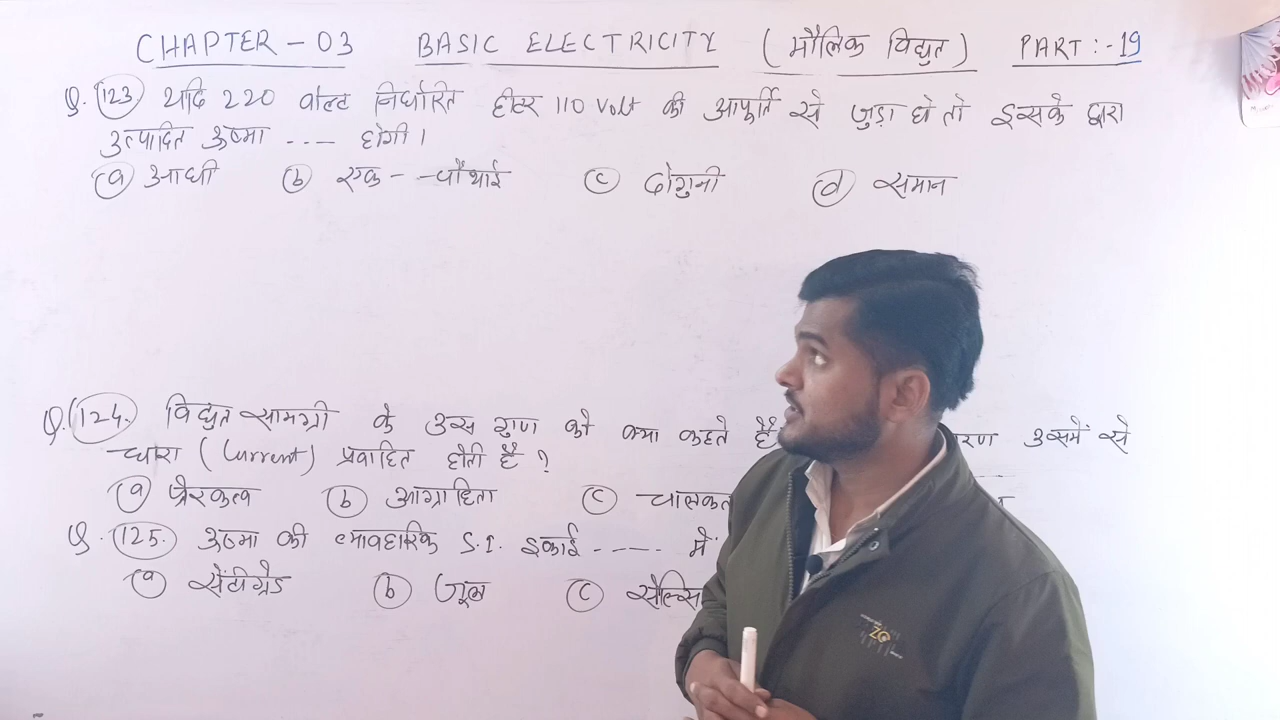 CHAPTER - 03 BASIC ELECTRICITY (मौलिक विद्युत) PART :- 19
Q. 123. यदि 220 वोल्ट निर्धारित हीटर 110 Volt की आपूर्ति से जुड़ा हो तो इसके द्वारा
उत्पादित ऊष्मा ---- होगी।
(a) आधी (b) एक--चौथाई (c) दोगुनी (d) समान
Q. 124. विद्युत सामग्री के उस गुण को क्या कहते हैं रण उसमें से
धारा (Current) प्रवाहित होती है ?
(a) प्रेरकत्व (b) आग्राहिता (c) चालकत
Q. 125. ऊष्मा की व्यावहारिक S.I. इकाई ----- में
(a) सेंटीग्रेड (b) जूल (c) सेल्सि
ZC